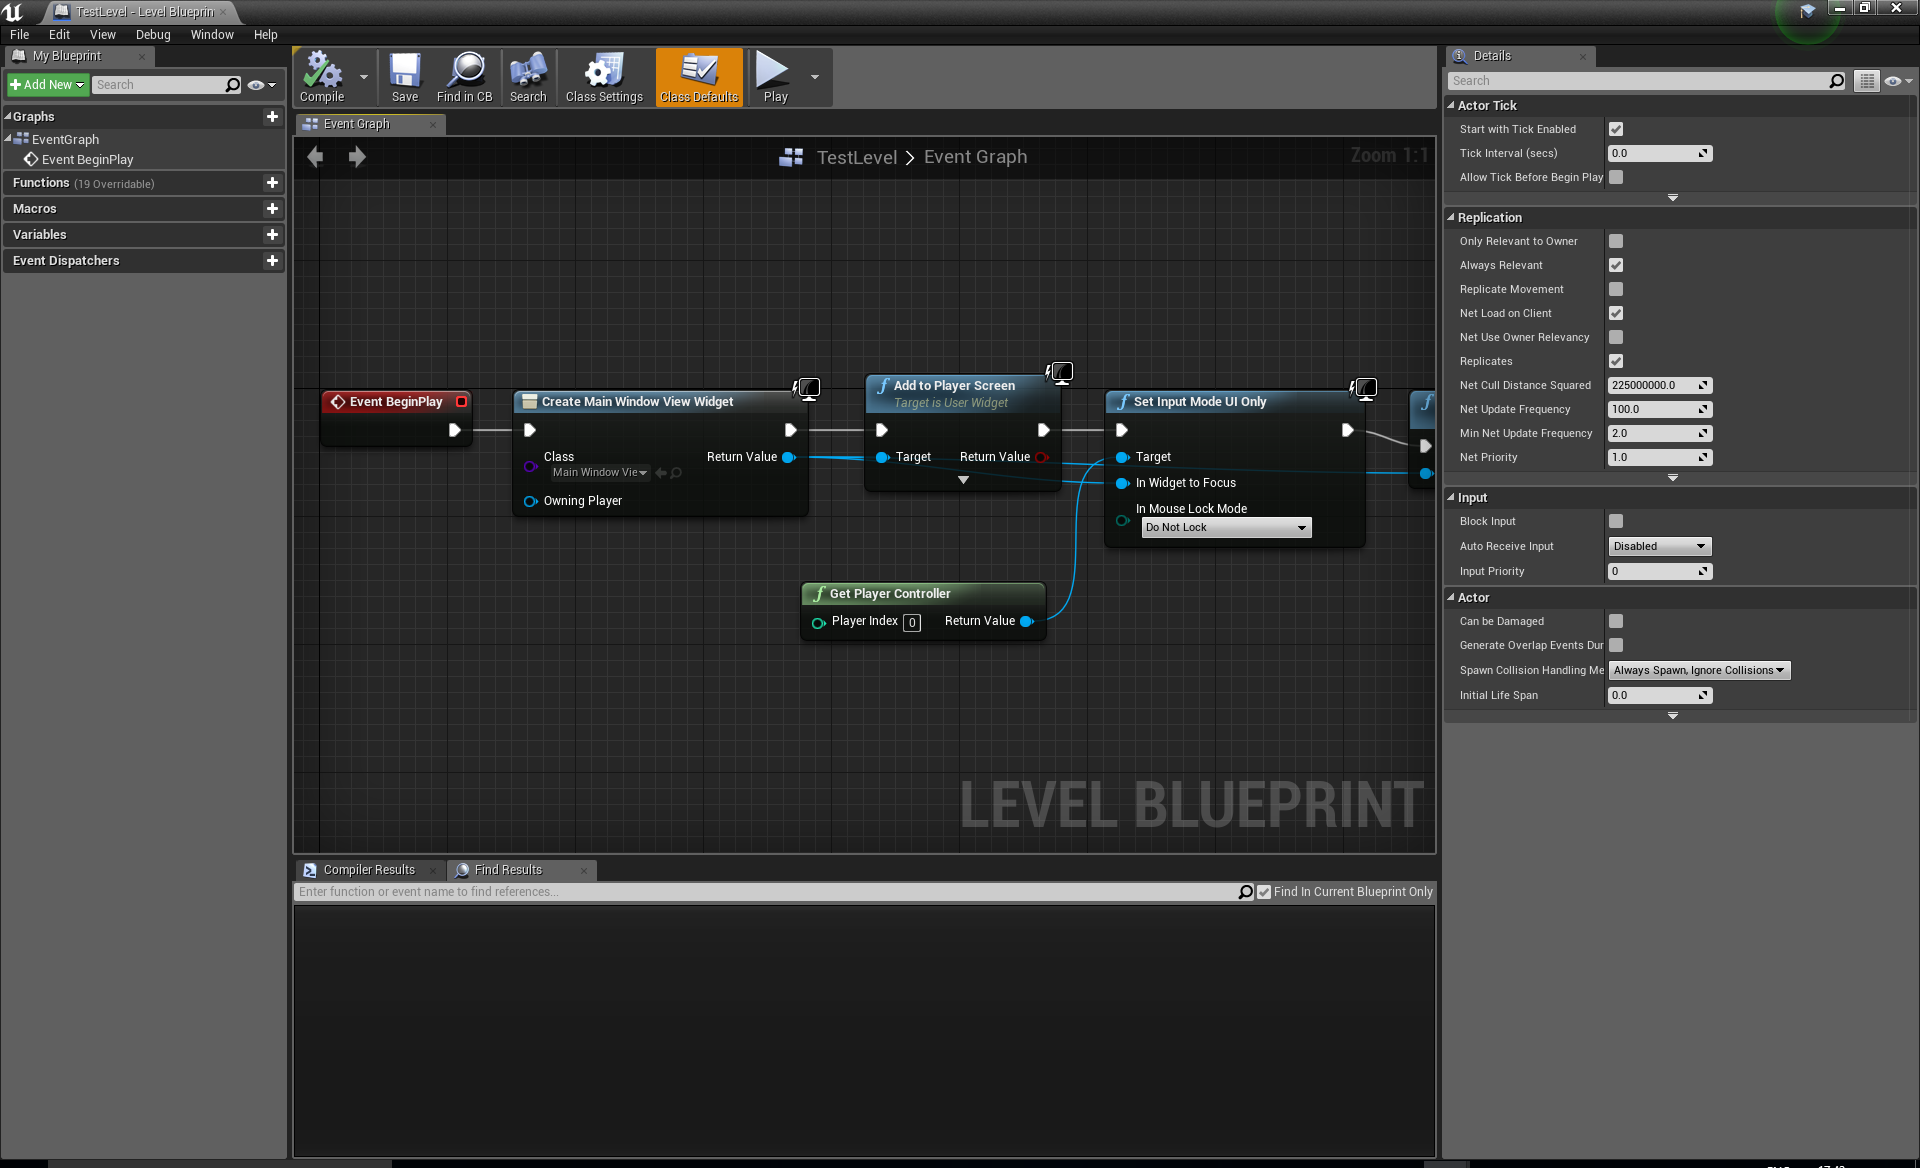 TestLevel - Level Blueprin
File Edit View Debug Window Help
My Blueprint
Add New
Search
Graphs
EventGraph
Event BeginPlay
Functions (19 Overridable)
Macros
Variables
Event Dispatchers
Compile
Save
Find in CB
Search
Class Settings
Class Defaults
Play
Event Graph
TestLevel > Event Graph
Zoom 1:1
Event BeginPlay
Create Main Window View Widget
Class
Main Window Vie
Return Value
Owning Player
Add to Player Screen
Target is User Widget
Target
Return Value
Set Input Mode UI Only
Target
In Widget to Focus
In Mouse Lock Mode
Do Not Lock
f
Get Player Controller
Player Index 0
Return Value
LEVEL BLUEPRINT
Compiler Results
Find Results
Enter function or event name to find references...
Find In Current Blueprint Only
Details
Search
Actor Tick
Start with Tick Enabled
Tick Interval (secs) 0.0
Allow Tick Before Begin Play
Replication
Only Relevant to Owner
Always Relevant
Replicate Movement
Net Load on Client
Net Use Owner Relevancy
Replicates
Net Cull Distance Squared 225000000.0
Net Update Frequency 100.0
Min Net Update Frequency 2.0
Net Priority 1.0
Input
Block Input
Auto Receive Input Disabled
Input Priority 0
Actor
Can be Damaged
Generate Overlap Events Dur
Spawn Collision Handling Me Always Spawn, Ignore Collisions
Initial Life Span 0.0